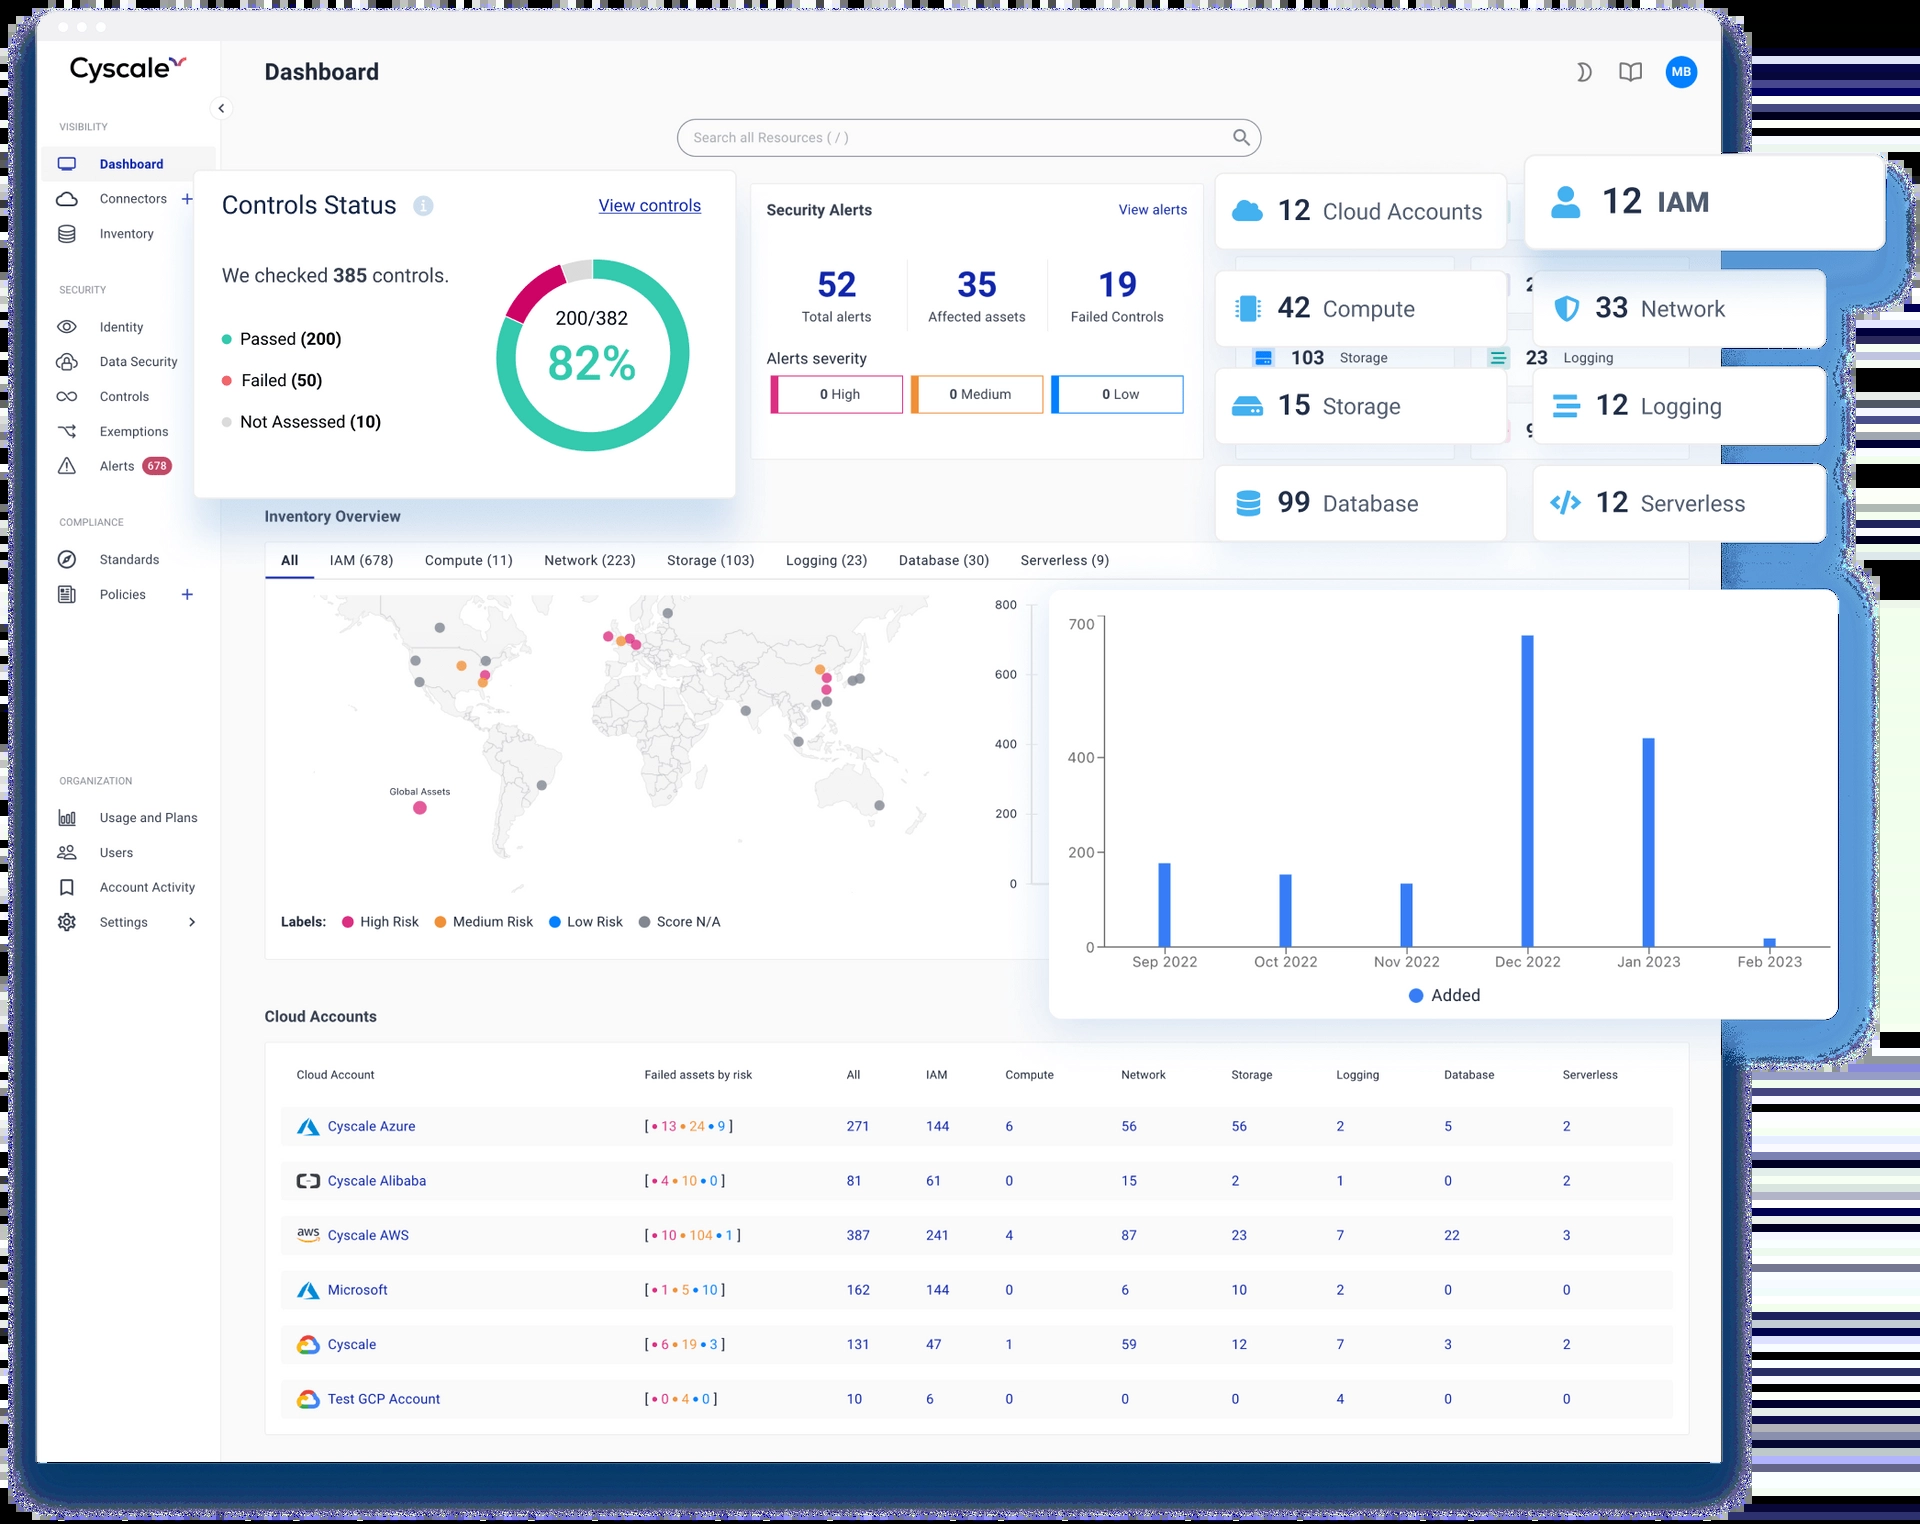 Cyscale
Dashboard
MB
Search all Resources ( / )
VISIBILITY
Dashboard
Connectors +
Inventory
SECURITY
Identity
Data Security
Controls
Exemptions
Alerts 678
COMPLIANCE
Standards
Policies +
ORGANIZATION
Usage and Plans
Users
Account Activity
Settings
Controls Status
View controls
We checked 385 controls.
Passed (200)
Failed (50)
Not Assessed (10)
200/382
82%
Security Alerts
View alerts
52 35 19
Total alerts Affected assets Failed Controls
Alerts severity
0 High 0 Medium 0 Low
12 Cloud Accounts
12 IAM
42 Compute
33 Network
103 Storage
23 Logging
15 Storage
12 Logging
99 Database
12 Serverless
Inventory Overview
All IAM (678) Compute (11) Network (223) Storage (103) Logging (23) Database (30) Serverless (9)
Global Assets
Labels: High Risk Medium Risk Low Risk Score N/A
800
600
400
200
0
700
400
200
0
Sep 2022 Oct 2022 Nov 2022 Dec 2022 Jan 2023 Feb 2023
Added
Cloud Accounts
Cloud Account Failed assets by risk All IAM Compute Network Storage Logging Database Serverless
Cyscale Azure [ • 13 • 24 • 9 ] 271 144 6 56 56 2 5 2
Cyscale Alibaba [ • 4 • 10 • 0 ] 81 61 0 15 2 1 0 2
aws Cyscale AWS [ • 10 • 104 • 1 ] 387 241 4 87 23 7 22 3
Microsoft [ • 1 • 5 • 10 ] 162 144 0 6 10 2 0 0
Cyscale [ • 6 • 19 • 3 ] 131 47 1 59 12 7 3 2
Test GCP Account [ • 0 • 4 • 0 ] 10 6 0 0 0 4 0 0